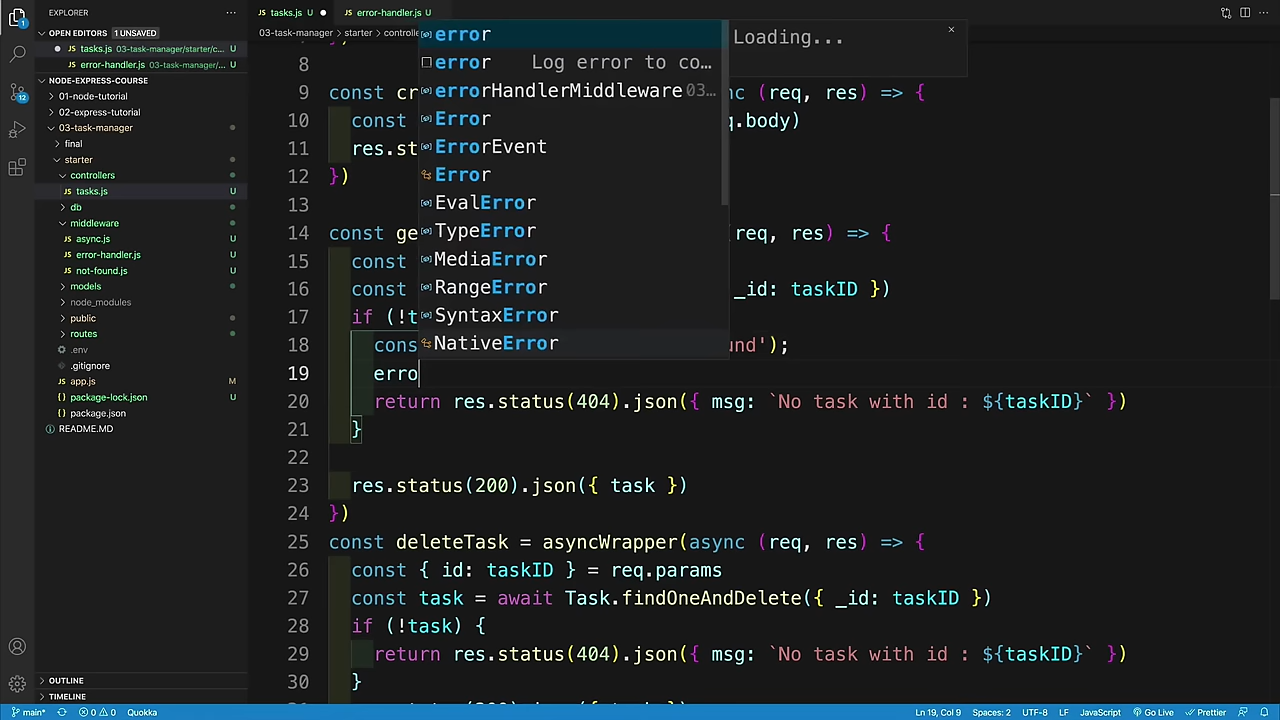 EXPLORER
···
tasks.js
error-handler.js U
OPEN EDITORS 1 UNSAVED
tasks.js 03-task-manager/starter/c... U
error-handler.js 03-task-manager/... U
NODE-EXPRESS-COURSE
01-node-tutorial
02-express-tutorial
03-task-manager
final
starter
controllers
tasks.js U
db
middleware
async.js U
error-handler.js U
not-found.js U
models
node_modules
public
routes
.env
.gitignore
app.js M
package-lock.json U
package.json
README.MD
OUTLINE
TIMELINE
03-task-manager > starter > controlle
error
error Log error to co...
errorHandlerMiddleware 03...
Error
ErrorEvent
Error
EvalError
TypeError
MediaError
RangeError
SyntaxError
NativeError
Loading...
8
9 const cr nc (req, res) => {
10 const q.body)
11 res.st
12 })
13
14 const ge (req, res) => {
15 const
16 const _id: taskID })
17 if (!t
18 cons und');
19 erro
20 return res.status(404).json({ msg: `No task with id : ${taskID}` })
21 }
22
23 res.status(200).json({ task })
24 })
25 const deleteTask = asyncWrapper(async (req, res) => {
26 const { id: taskID } = req.params
27 const task = await Task.findOneAndDelete({ _id: taskID })
28 if (!task) {
29 return res.status(404).json({ msg: `No task with id : ${taskID}` })
30 }
1
12
main* 0 0 Quokka
Ln 19, Col 9 Spaces: 2 UTF-8 LF JavaScript Go Live Prettier